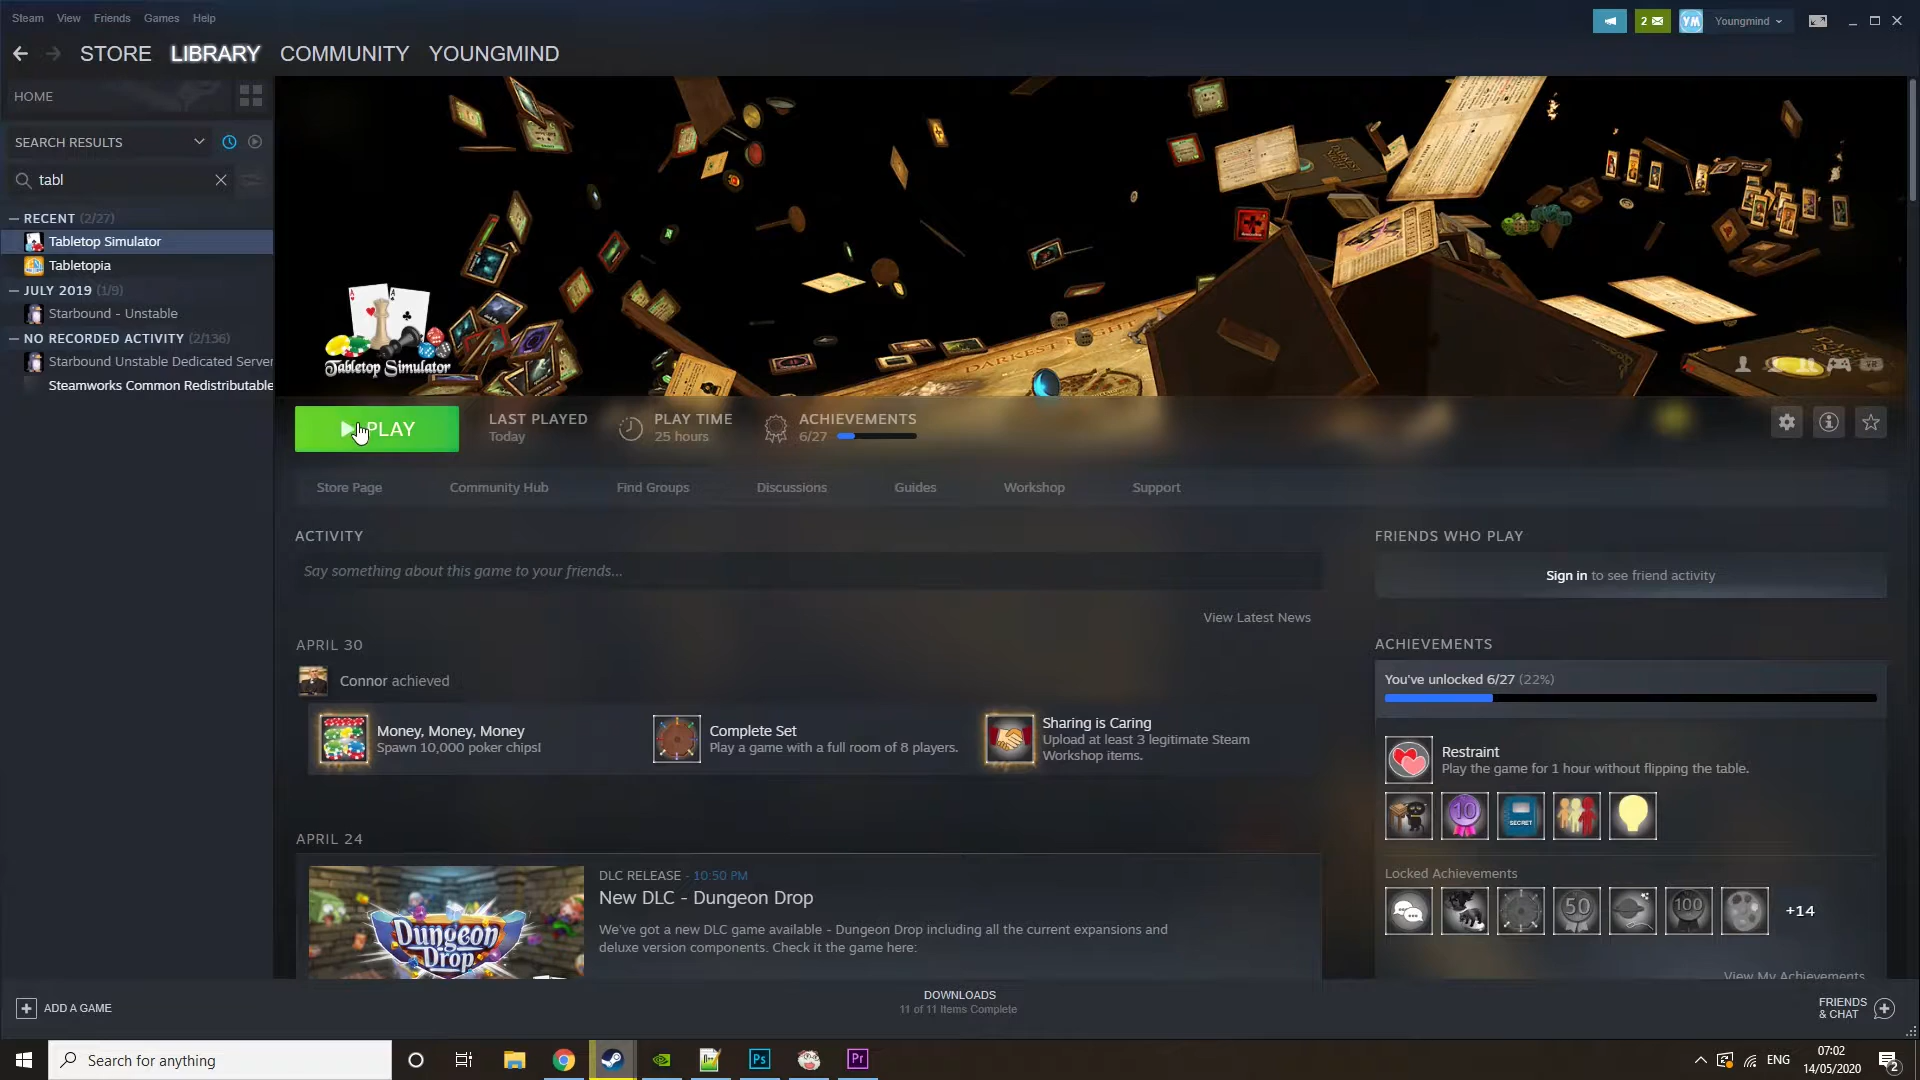 Steam View Friends Games Help
2
YM Youngmind
STORE LIBRARY COMMUNITY YOUNGMIND
HOME
SEARCH RESULTS
tabl
— RECENT (2/27)
Tabletop Simulator
Tabletopia
— JULY 2019 (1/9)
Starbound - Unstable
— NO RECORDED ACTIVITY (2/136)
Starbound Unstable Dedicated Server
Steamworks Common Redistributable
DARKEST NIGHT
Tabletop Simulator
PLAY
LAST PLAYED
Today
PLAY TIME
25 hours
ACHIEVEMENTS
6/27
Store Page Community Hub Find Groups Discussions Guides Workshop Support
ACTIVITY
Say something about this game to your friends...
View Latest News
APRIL 30
Connor achieved
Money, Money, Money
Spawn 10,000 poker chips!
Complete Set
Play a game with a full room of 8 players.
Sharing is Caring
Upload at least 3 legitimate Steam
Workshop items.
APRIL 24
DLC RELEASE - 10:50 PM
New DLC - Dungeon Drop
We've got a new DLC game available - Dungeon Drop including all the current expansions and
deluxe version components. Check it the game here:
Dungeon
Drop
FRIENDS WHO PLAY
Sign in to see friend activity
ACHIEVEMENTS
You've unlocked 6/27 (22%)
Restraint
Play the game for 1 hour without flipping the table.
10
SECRET
Locked Achievements
50
100
+14
View My Achievements
ADD A GAME
DOWNLOADS
11 of 11 Items Complete
FRIENDS
& CHAT
Search for anything
Ps
Pr
ENG
07:02
14/05/2020
2